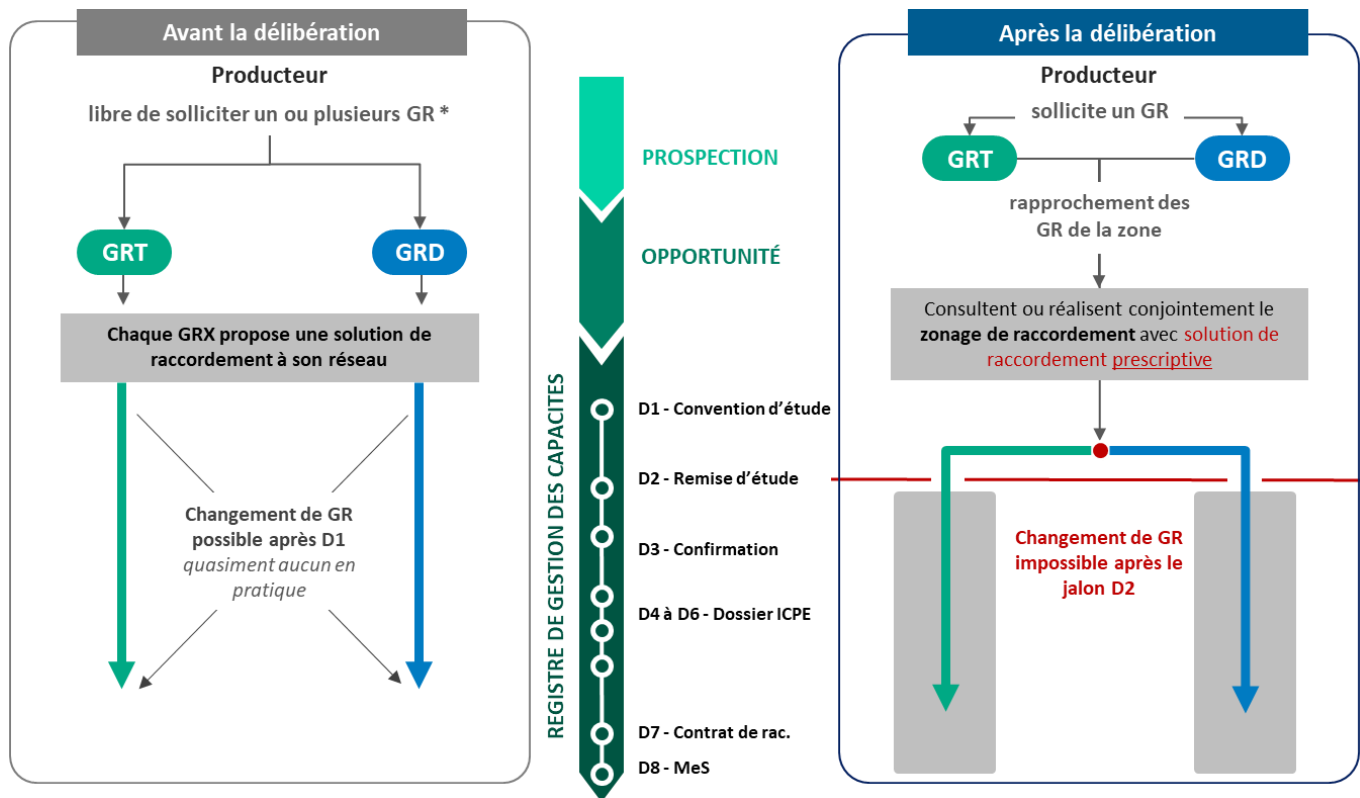 Avant la délibération
Producteur
libre de solliciter un ou plusieurs GR *
GRT
GRD
Chaque GRX propose une solution de
raccordement à son réseau
Changement de GR
possible après D1
quasiment aucun en
pratique
PROSPECTION
OPPORTUNITÉ
REGISTRE DE GESTION DES CAPACITES
D1 - Convention d'étude
D2 - Remise d'étude
D3 - Confirmation
D4 à D6 - Dossier ICPE
D7 - Contrat de rac.
D8 - MeS
Après la délibération
Producteur
sollicite un GR
GRT
GRD
rapprochement des
GR de la zone
Consultent ou réalisent conjointement le
zonage de raccordement avec solution de
raccordement prescriptive
Changement de GR
impossible après le
jalon D2